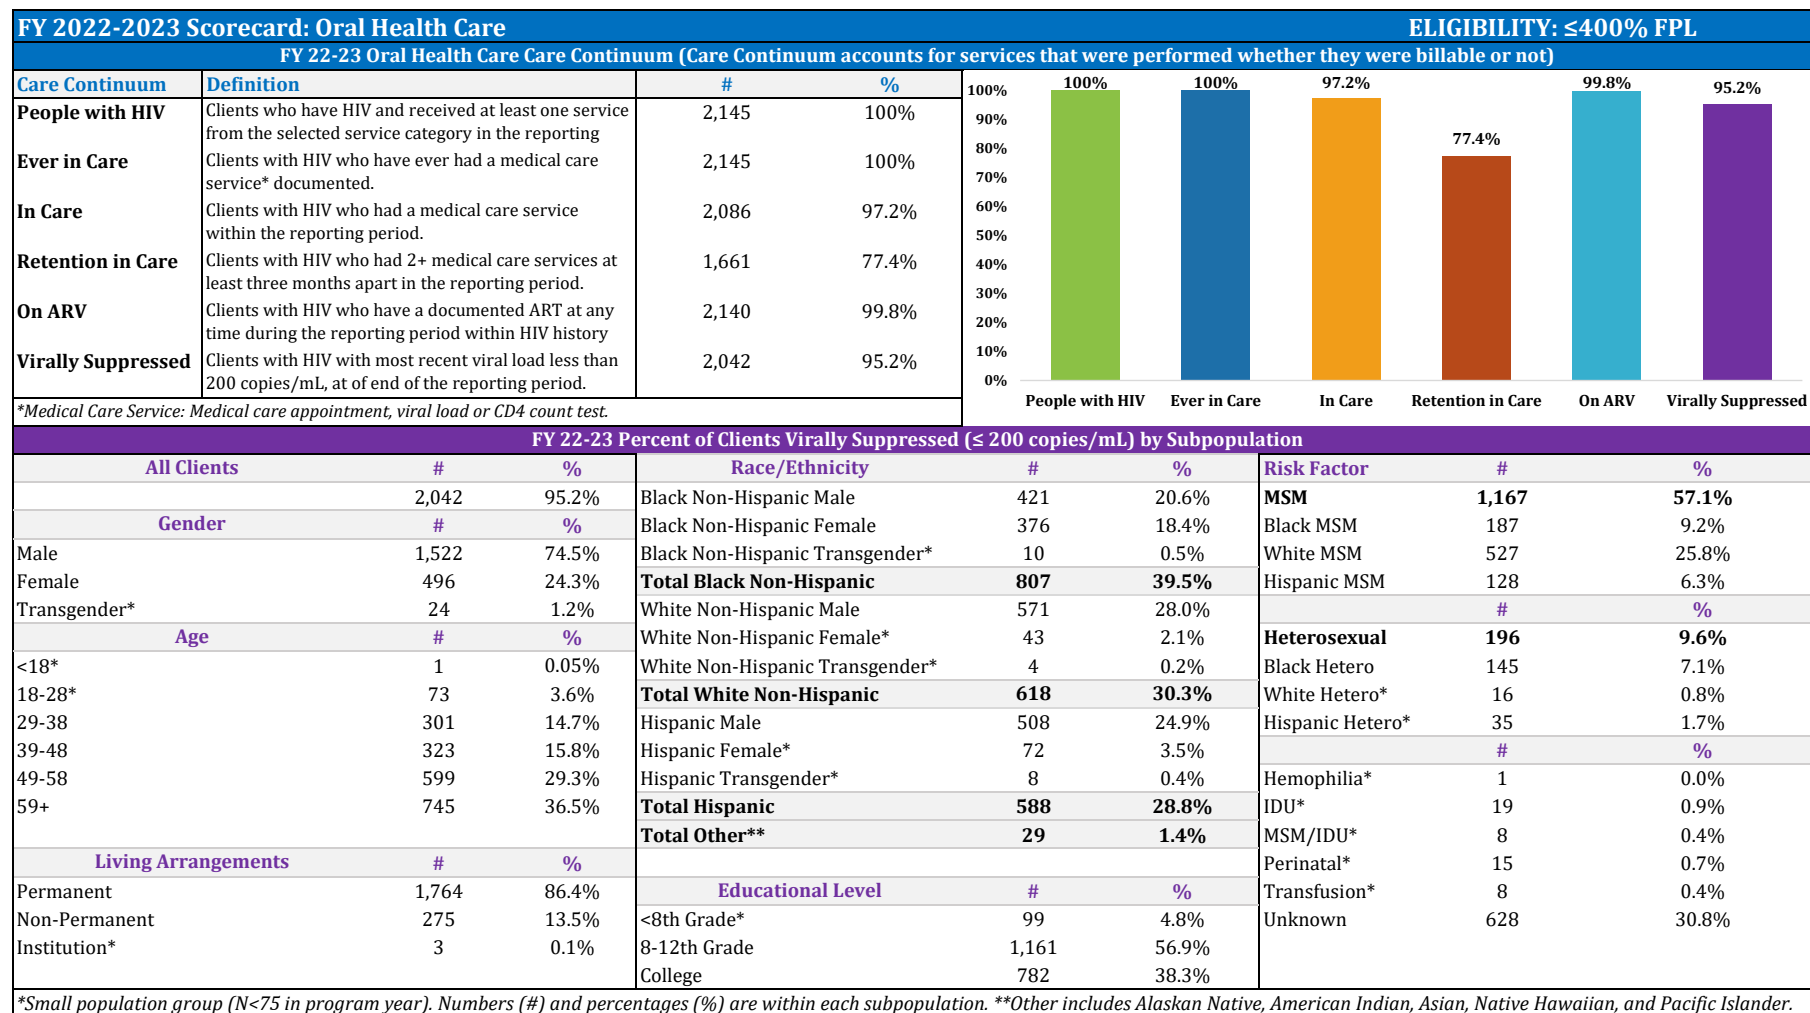 FY 2022-2023 Scorecard: Oral Health Care ELIGIBILITY: ≤400% FPL
FY 22-23 Oral Health Care Care Continuum (Care Continuum accounts for services that were performed whether they were billable or not)
Care Continuum Definition # %
People with HIV Clients who have HIV and received at least one service 2,145 100%
from the selected service category in the reporting
Ever in Care Clients with HIV who have ever had a medical care 2,145 100%
service* documented.
In Care Clients with HIV who had a medical care service 2,086 97.2%
within the reporting period.
Retention in Care Clients with HIV who had 2+ medical care services at 1,661 77.4%
least three months apart in the reporting period.
On ARV Clients with HIV who have a documented ART at any 2,140 99.8%
time during the reporting period within HIV history
Virally Suppressed Clients with HIV with most recent viral load less than 2,042 95.2%
200 copies/mL, at of end of the reporting period.
*Medical Care Service: Medical care appointment, viral load or CD4 count test.
100% 100% 97.2% 77.4% 99.8% 95.2%
100%
90%
80%
70%
60%
50%
40%
30%
20%
10%
0%
People with HIV Ever in Care In Care Retention in Care On ARV Virally Suppressed
FY 22-23 Percent of Clients Virally Suppressed (≤ 200 copies/mL) by Subpopulation
All Clients # %
2,042 95.2%
Gender # %
Male 1,522 74.5%
Female 496 24.3%
Transgender* 24 1.2%
Age # %
<18* 1 0.05%
18-28* 73 3.6%
29-38 301 14.7%
39-48 323 15.8%
49-58 599 29.3%
59+ 745 36.5%
Living Arrangements # %
Permanent 1,764 86.4%
Non-Permanent 275 13.5%
Institution* 3 0.1%
Race/Ethnicity # %
Black Non-Hispanic Male 421 20.6%
Black Non-Hispanic Female 376 18.4%
Black Non-Hispanic Transgender* 10 0.5%
Total Black Non-Hispanic 807 39.5%
White Non-Hispanic Male 571 28.0%
White Non-Hispanic Female* 43 2.1%
White Non-Hispanic Transgender* 4 0.2%
Total White Non-Hispanic 618 30.3%
Hispanic Male 508 24.9%
Hispanic Female* 72 3.5%
Hispanic Transgender* 8 0.4%
Total Hispanic 588 28.8%
Total Other** 29 1.4%
Educational Level # %
<8th Grade* 99 4.8%
8-12th Grade 1,161 56.9%
College 782 38.3%
Risk Factor # %
MSM 1,167 57.1%
Black MSM 187 9.2%
White MSM 527 25.8%
Hispanic MSM 128 6.3%
# %
Heterosexual 196 9.6%
Black Hetero 145 7.1%
White Hetero* 16 0.8%
Hispanic Hetero* 35 1.7%
# %
Hemophilia* 1 0.0%
IDU* 19 0.9%
MSM/IDU* 8 0.4%
Perinatal* 15 0.7%
Transfusion* 8 0.4%
Unknown 628 30.8%
*Small population group (N<75 in program year). Numbers (#) and percentages (%) are within each subpopulation. **Other includes Alaskan Native, American Indian, Asian, Native Hawaiian, and Pacific Islander.